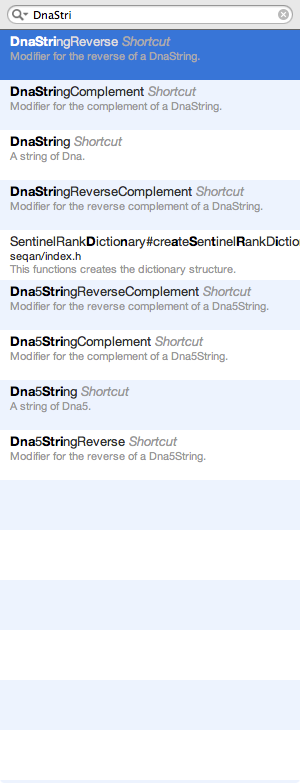 DnaStri
DnaStringReverse Shortcut
Modifier for the reverse of a DnaString.
DnaStringComplement Shortcut
Modifier for the complement of a DnaString.
DnaString Shortcut
A string of Dna.
DnaStringReverseComplement Shortcut
Modifier for the reverse complement of a DnaString.
SentinelRankDictionary#createSentinelRankDictio
seqan/index.h
This functions creates the dictionary structure.
Dna5StringReverseComplement Shortcut
Modifier for the reverse complement of a Dna5String.
Dna5StringComplement Shortcut
Modifier for the complement of a Dna5String.
Dna5String Shortcut
A string of Dna5.
Dna5StringReverse Shortcut
Modifier for the reverse of a Dna5String.